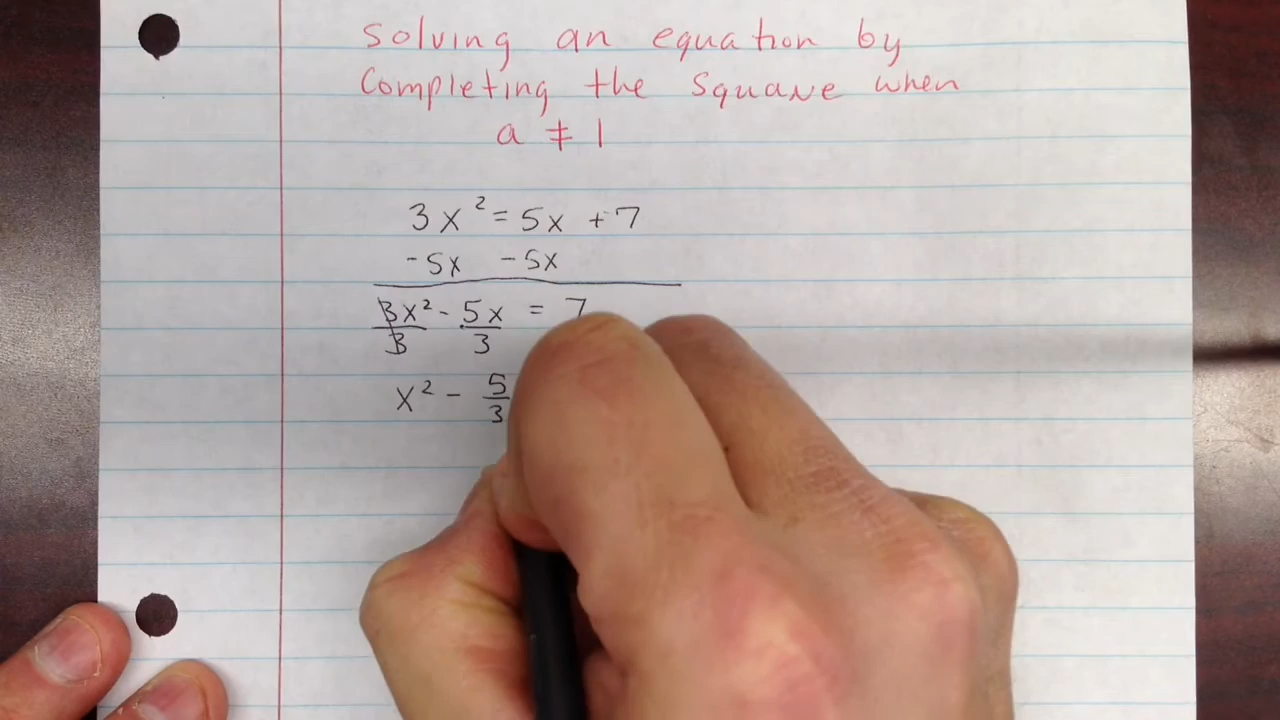 solving an equation by
completing the square when
a ≠ 1
3x² = 5x + 7
-5x -5x
3x² - 5x = 7
3 3
x² - 5
3